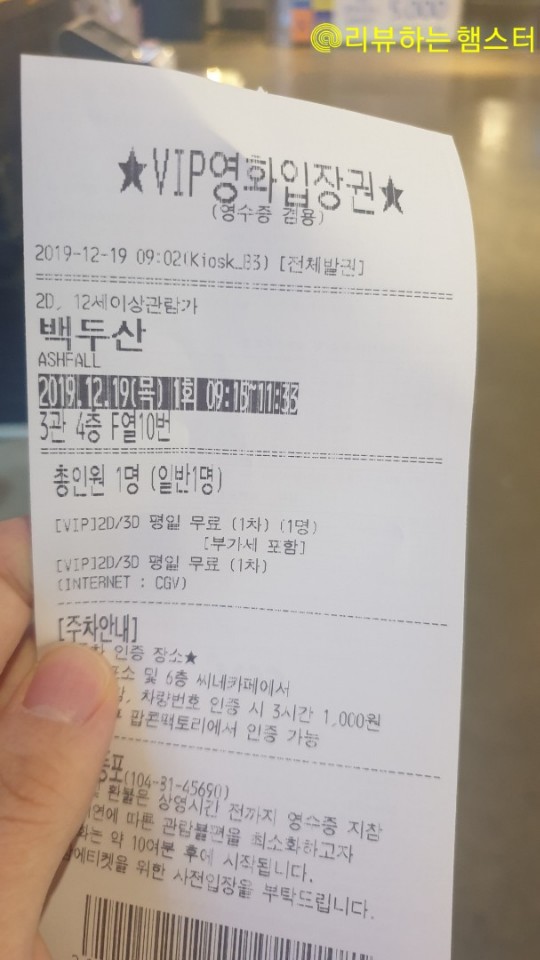 @리뷰하는 햄스터
★VIP영화입장권★
(영수증 겸용)
2019-12-19 09:02(Kiosk_B3) [전체발권]
2D, 12세이상관람가
백두산
ASHFALL
2019.12.19(목) 1회 09:15~11:33
3관 4층 F열10번
총인원 1명 (일반1명)
[VIP]2D/3D 평일 무료 (1차) (1명)
[부가세 포함]
[VIP]2D/3D 평일 무료 (1차)
(INTERNET : CGV)
[주차안내]
인증 장소★
및 6층 씨네카페에서
차량번호 인증 시 3시간 1,000원
팝콘팩토리에서 인증 가능
(104-31-45690)
환불은 상영시간 전까지 영수증 지참
따른 관람불편을 최소화하고자
약 10여분 후에 시작됩니다.
위한 사전입장을 부탁드립니다.